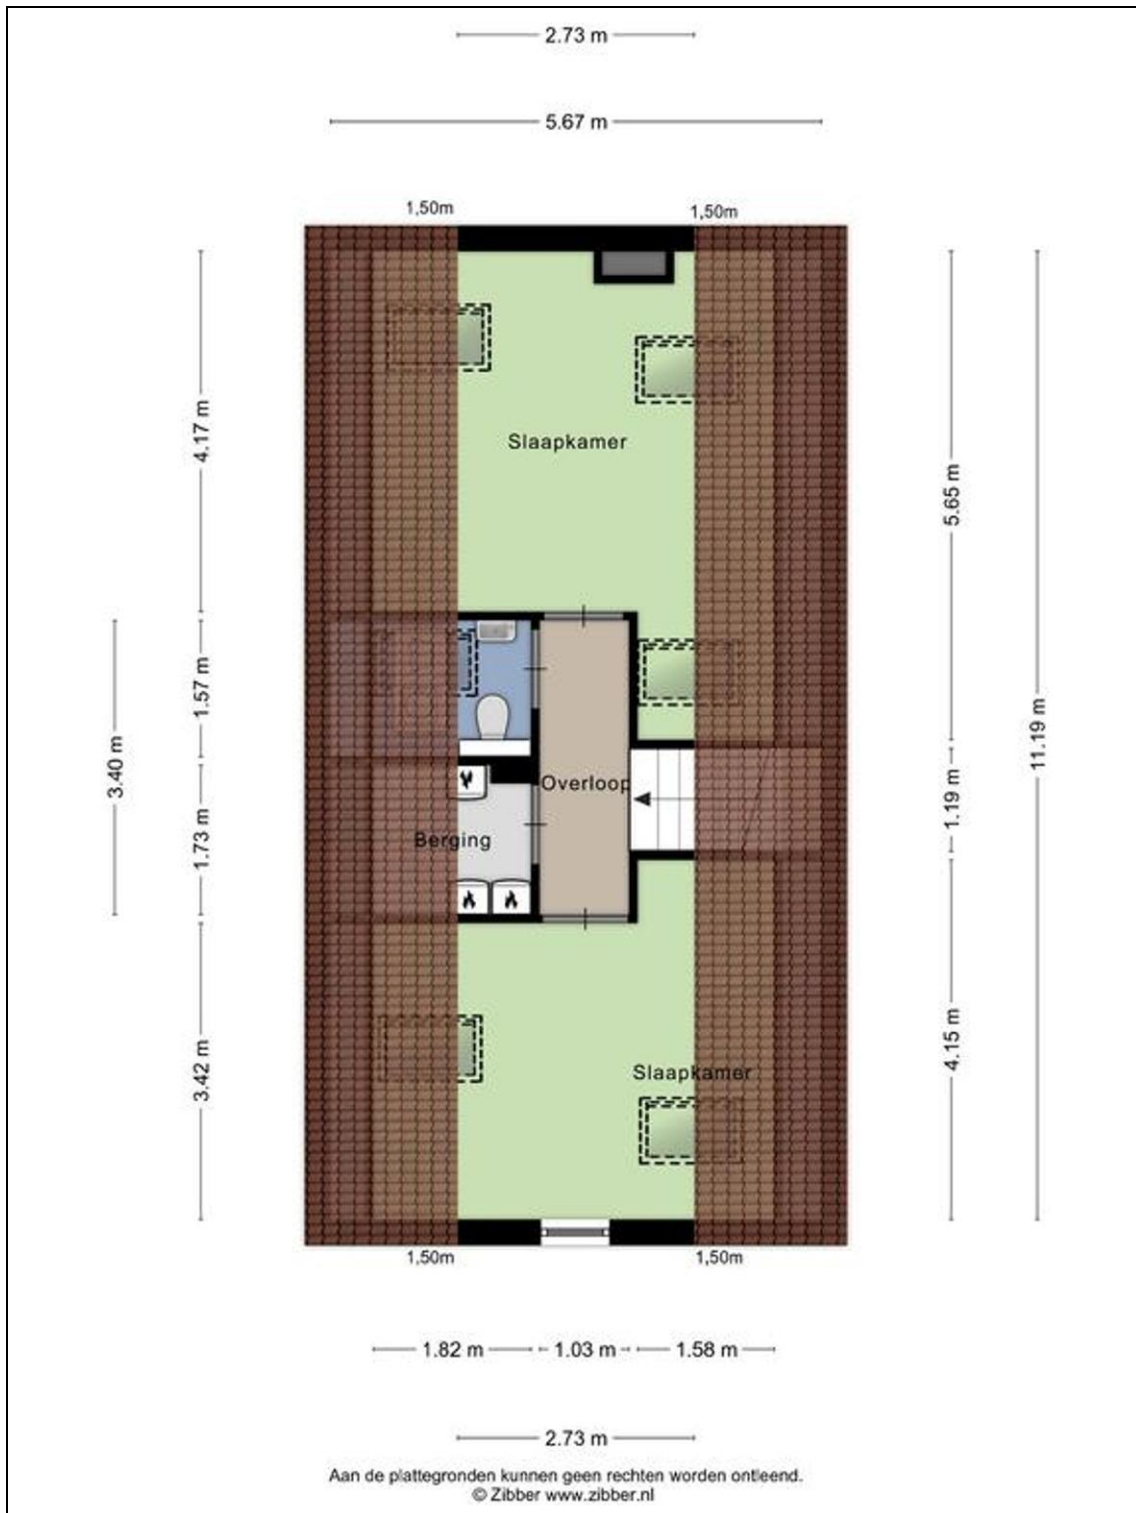 2.73 m
5.67 m
1,50m
1,50m
4.17 m
5.65 m
Slaapkamer
3.40 m
1.57 m
11.19 m
1.19 m
Overloop
1.73 m
Berging
3.42 m
4.15 m
Slaapkamer
1,50m
1,50m
1.82 m
1.03 m
1.58 m
2.73 m
Aan de plattegronden kunnen geen rechten worden ontleend.
© Zibber www.zibber.nl